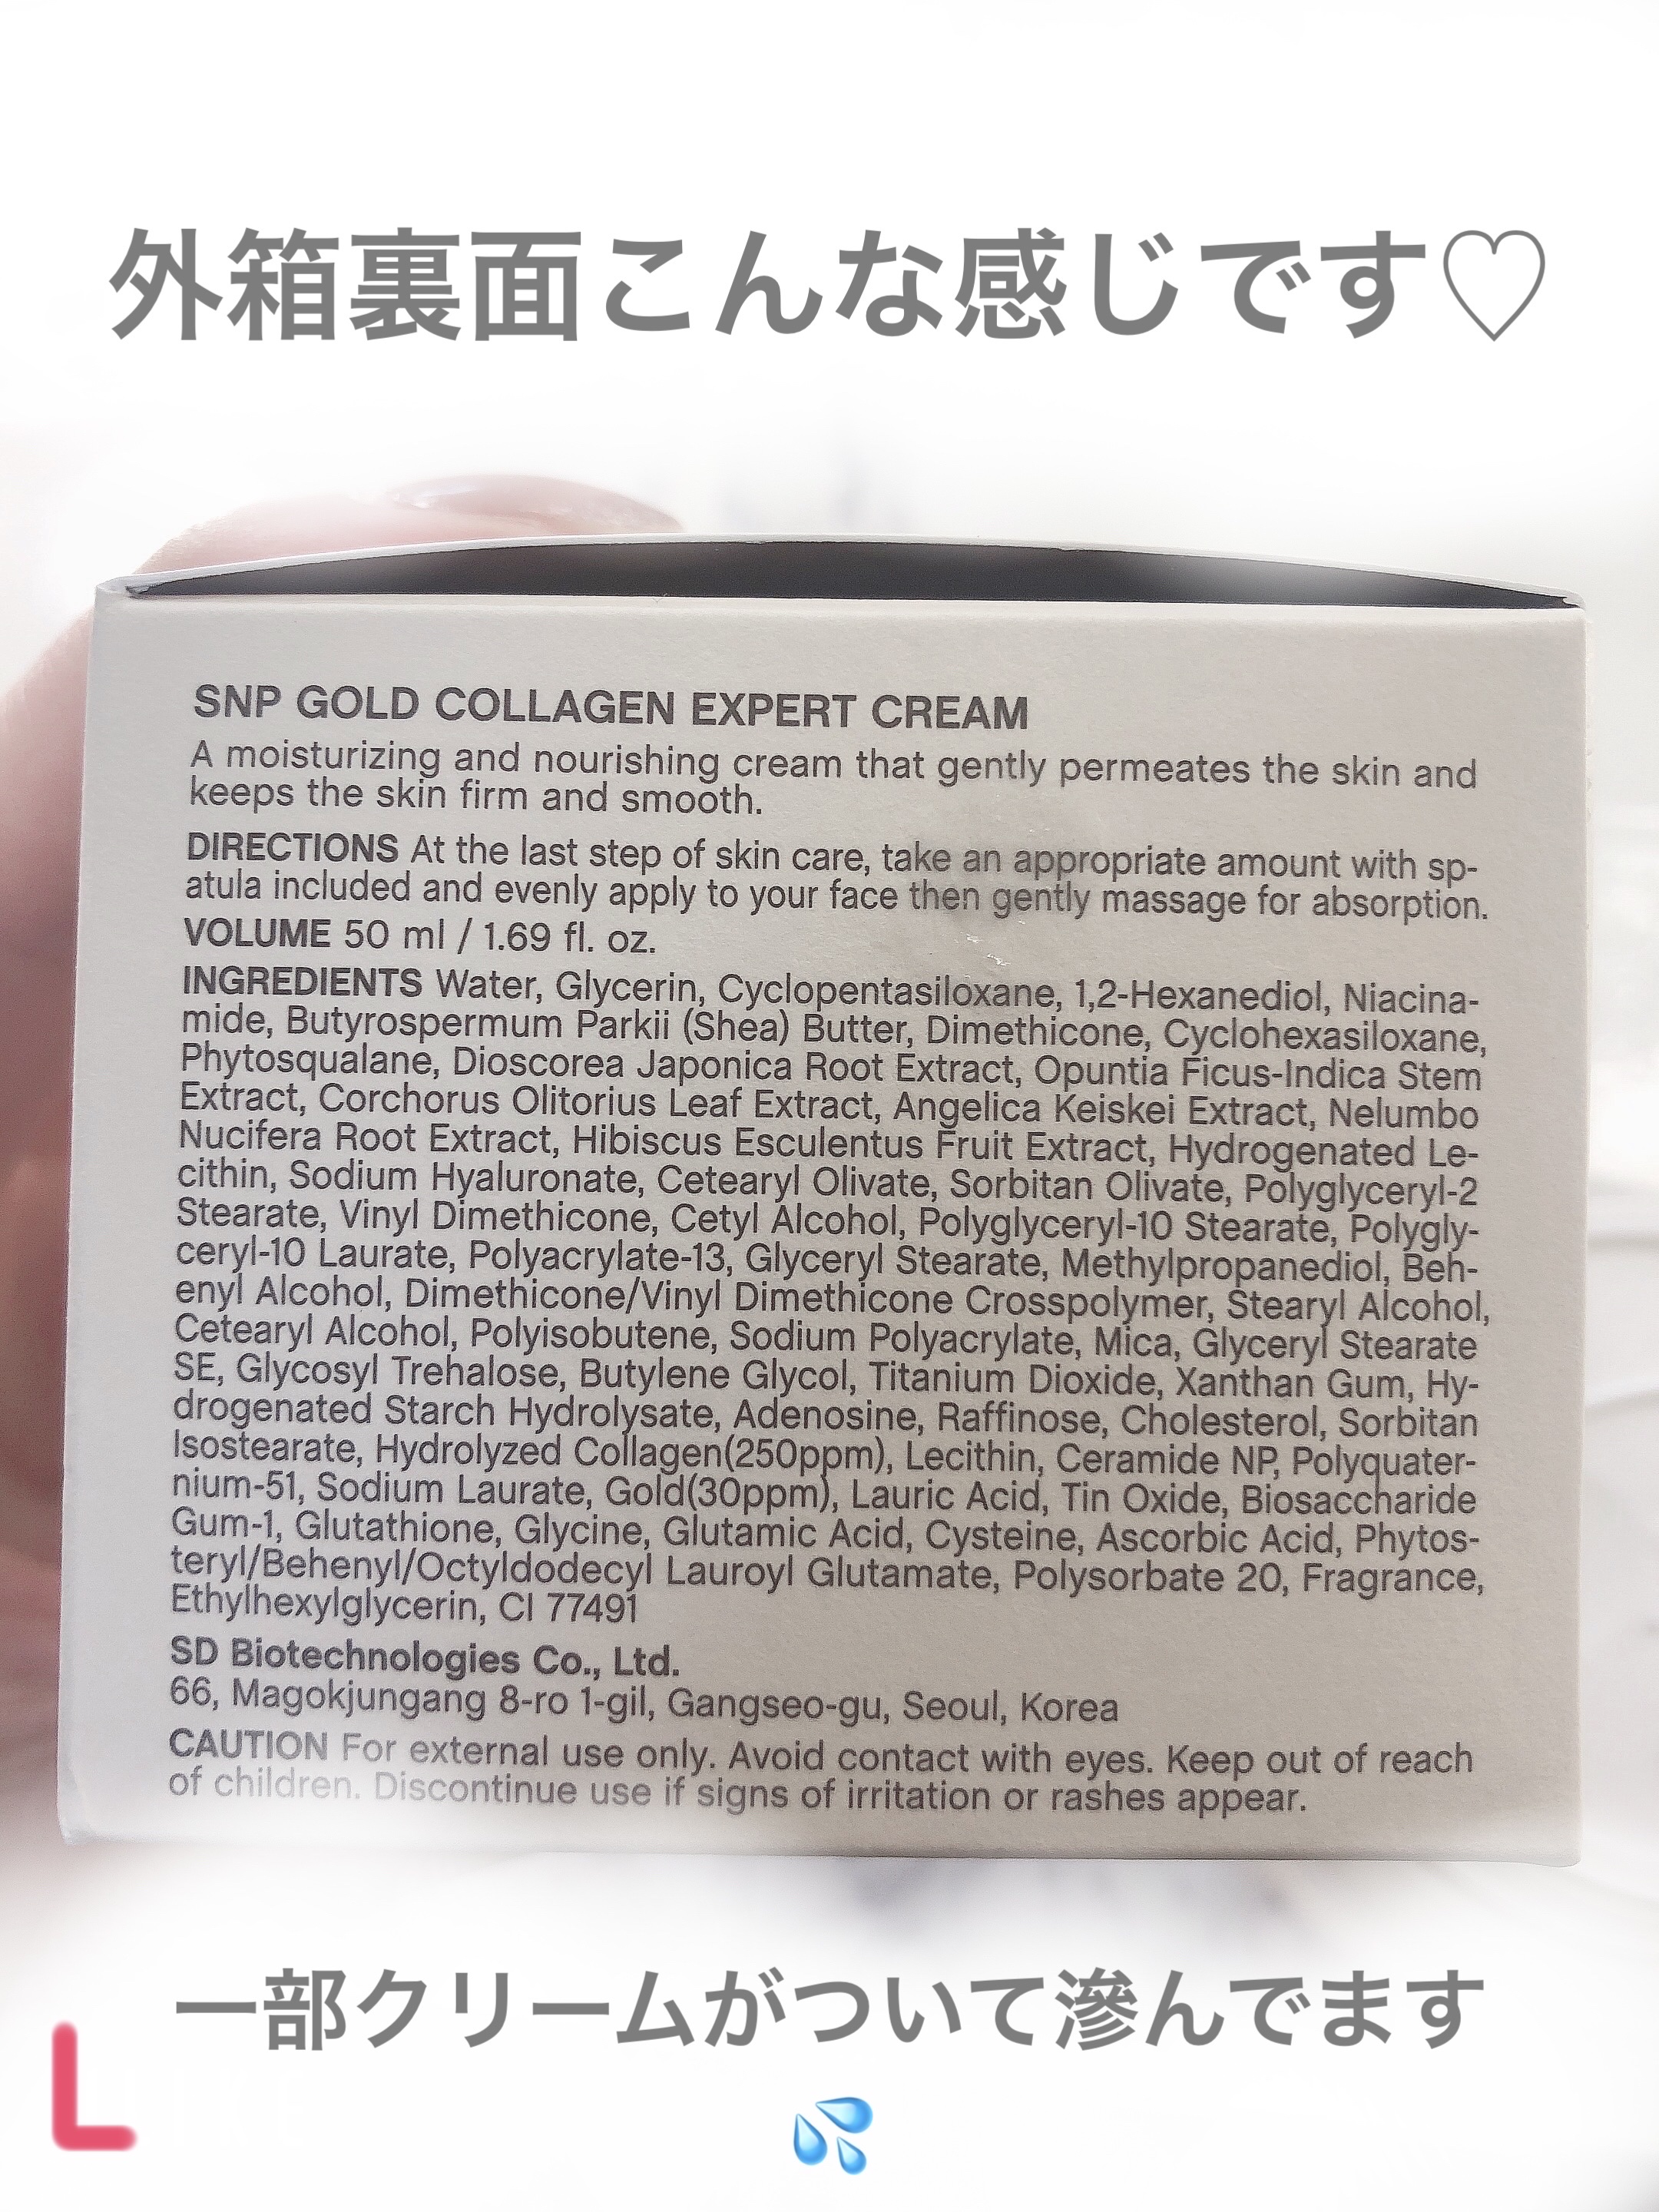 外箱裏面こんな感じです♡
SNP GOLD COLLAGEN EXPERT CREAM
A moisturizing and nourishing cream that gently permeates the skin and
keeps the skin firm and smooth.
DIRECTIONS At the last step of skin care, take an appropriate amount with sp-
atula included and evenly apply to your face then gently massage for absorption.
VOLUME 50 ml / 1.69 fl. oz.
INGREDIENTS Water, Glycerin, Cyclopentasiloxane, 1,2-Hexanediol, Niacina-
mide, Butyrospermum Parkii (Shea) Butter, Dimethicone, Cyclohexasiloxane,
Phytosqualane, Dioscorea Japonica Root Extract, Opuntia Ficus-Indica Stem
Extract, Corchorus Olitorius Leaf Extract, Angelica Keiskei Extract, Nelumbo
Nucifera Root Extract, Hibiscus Esculentus Fruit Extract, Hydrogenated Le-
cithin, Sodium Hyaluronate, Cetearyl Olivate, Sorbitan Olivate, Polyglyceryl-2
Stearate, Vinyl Dimethicone, Cetyl Alcohol, Polyglyceryl-10 Stearate, Polygly-
ceryl-10 Laurate, Polyacrylate-13, Glyceryl Stearate, Methylpropanediol, Beh-
enyl Alcohol, Dimethicone/Vinyl Dimethicone Crosspolymer, Stearyl Alcohol,
Cetearyl Alcohol, Polyisobutene, Sodium Polyacrylate, Mica, Glyceryl Stearate
SE, Glycosyl Trehalose, Butylene Glycol, Titanium Dioxide, Xanthan Gum, Hy-
drogenated Starch Hydrolysate, Adenosine, Raffinose, Cholesterol, Sorbitan
Isostearate, Hydrolyzed Collagen(250ppm), Lecithin, Ceramide NP, Polyquater-
nium-51, Sodium Laurate, Gold(30ppm), Lauric Acid, Tin Oxide, Biosaccharide
Gum-1, Glutathione, Glycine, Glutamic Acid, Cysteine, Ascorbic Acid, Phytos-
teryl/Behenyl/Octyldodecyl Lauroyl Glutamate, Polysorbate 20, Fragrance,
Ethylhexylglycerin, CI 77491
SD Biotechnologies Co., Ltd.
66, Magokjungang 8-ro 1-gil, Gangseo-gu, Seoul, Korea
CAUTION For external use only. Avoid contact with eyes. Keep out of reach
of children. Discontinue use if signs of irritation or rashes appear.
一部クリームがついて滲んでます
💦
L